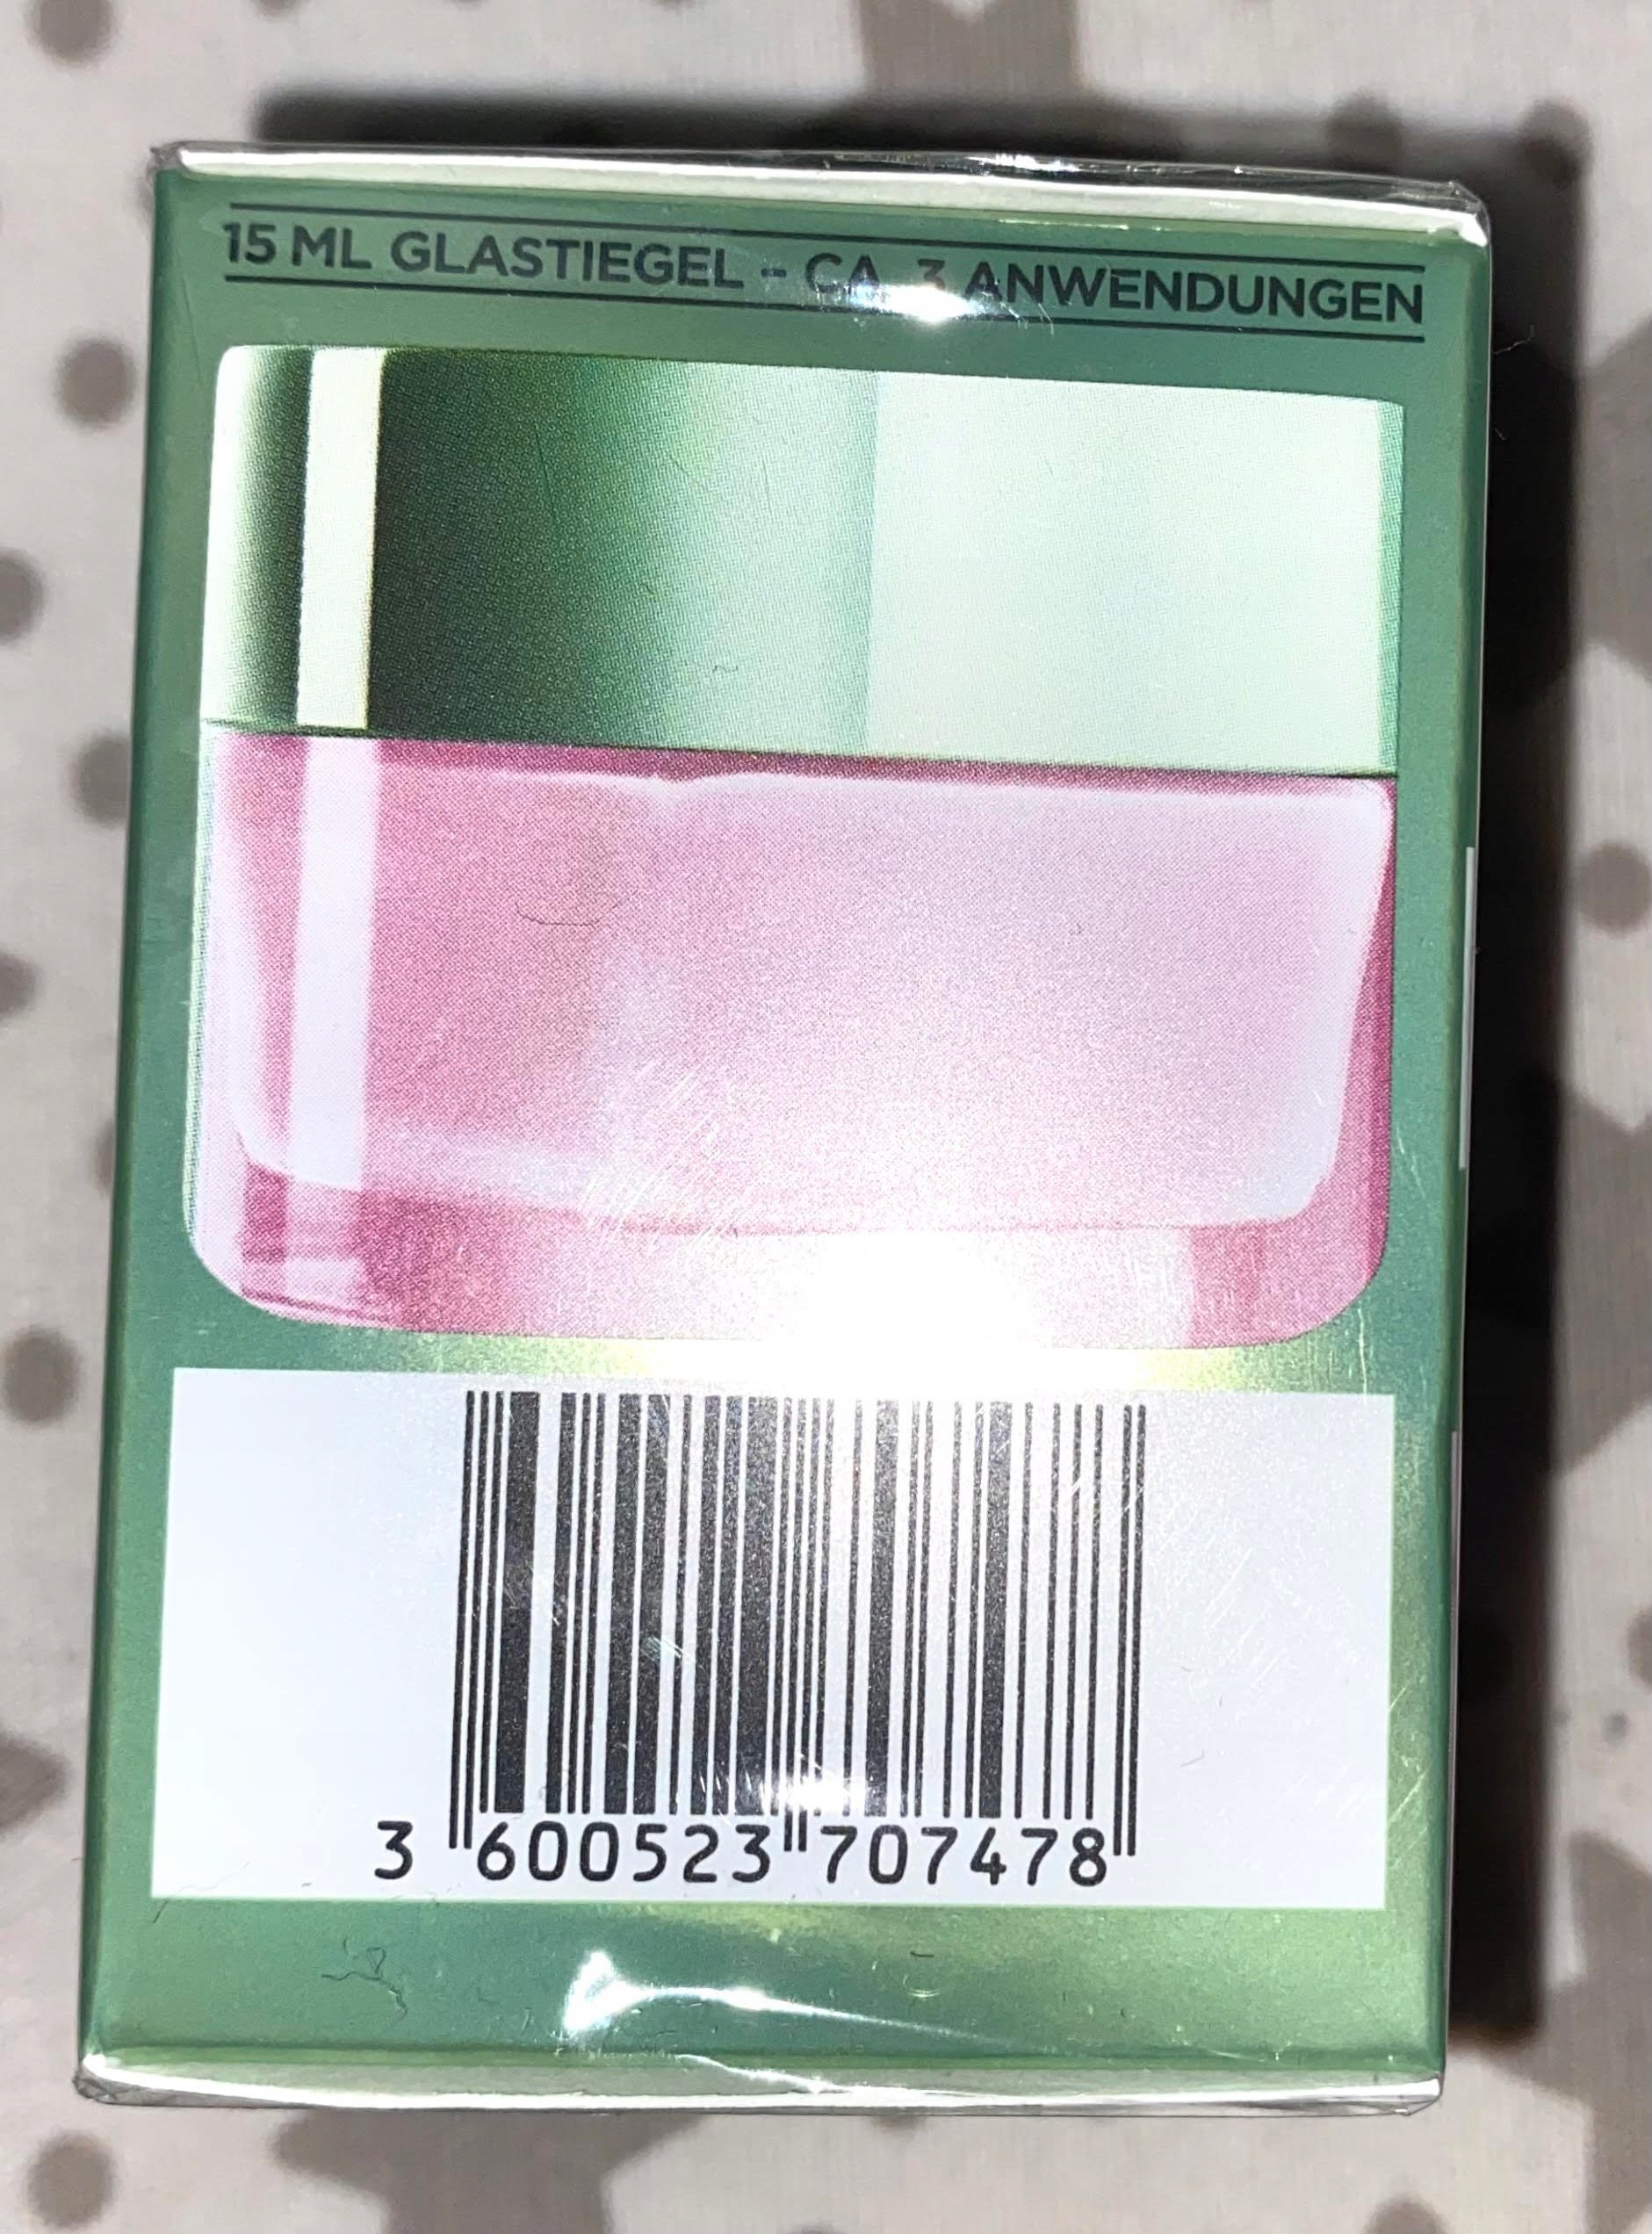 15 ML GLASTIEGEL - CA. 3 ANWENDUNGEN
3 600523 707478